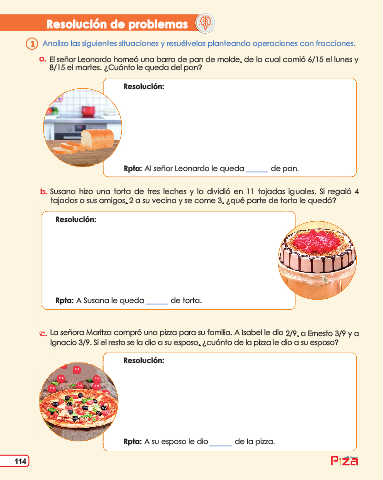 Resolución de problemas
1 Analizo las siguientes situaciones y resuélvelas planteando operaciones con fracciones.
a. El señor Leonardo horneó una barra de pan de molde, de la cual comió 6/15 el lunes y
8/15 el martes. ¿Cuánto le queda del pan?
Resolución:
Rpta: Al señor Leonardo le queda _____ de pan.
b. Susana hizo una torta de tres leches y la dividió en 11 tajadas iguales. Si regaló 4
tajadas a sus amigos, 2 a su vecina y se come 3, ¿qué parte de torta le quedó?
Resolución:
Rpta: A Susana le queda _____ de torta.
c. La señora Maritza compró una pizza para su familia. A Isabel le dio 2/9, a Ernesto 3/9 y a
Ignacio 3/9. Si el resto se la dio a su esposo, ¿cuánto de la pizza le dio a su esposo?
Resolución:
Rpta: A su esposo le dio _____ de la pizza.
114
PIZA